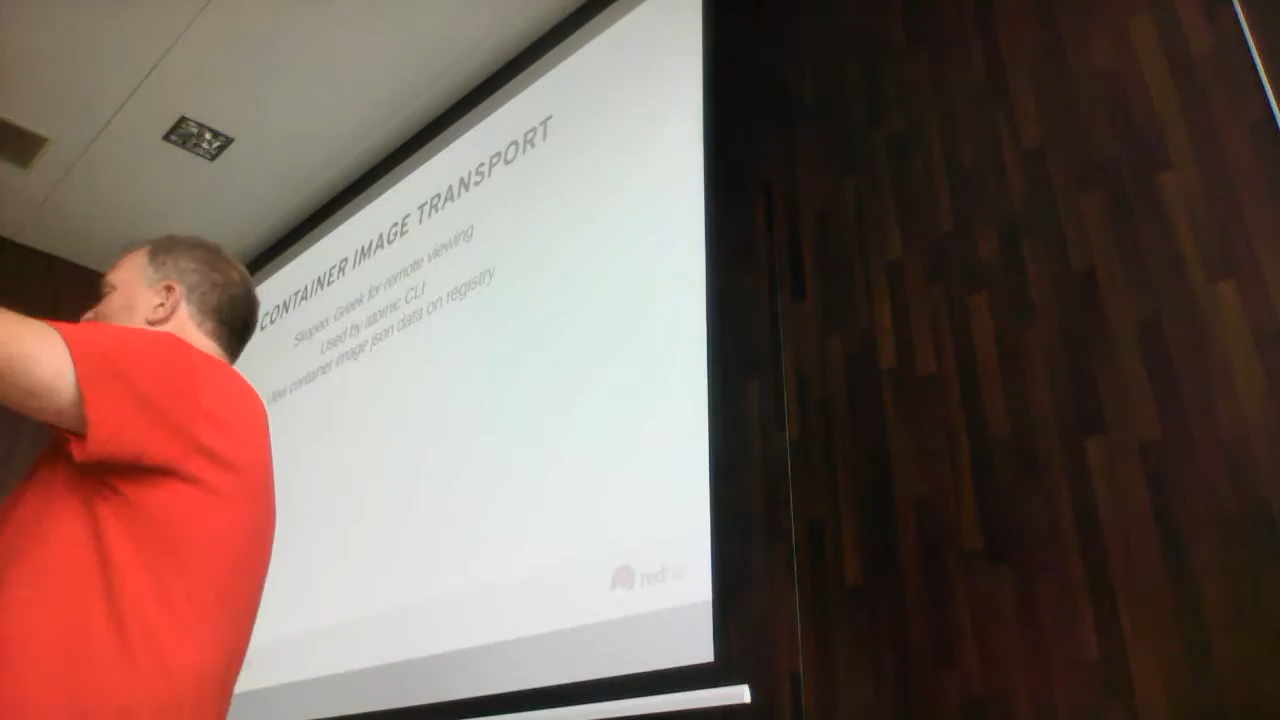 CONTAINER IMAGE TRANSPORT
Skopeo: Greek for remote viewing
Used by atomic CLI
View container image json data on registry
red